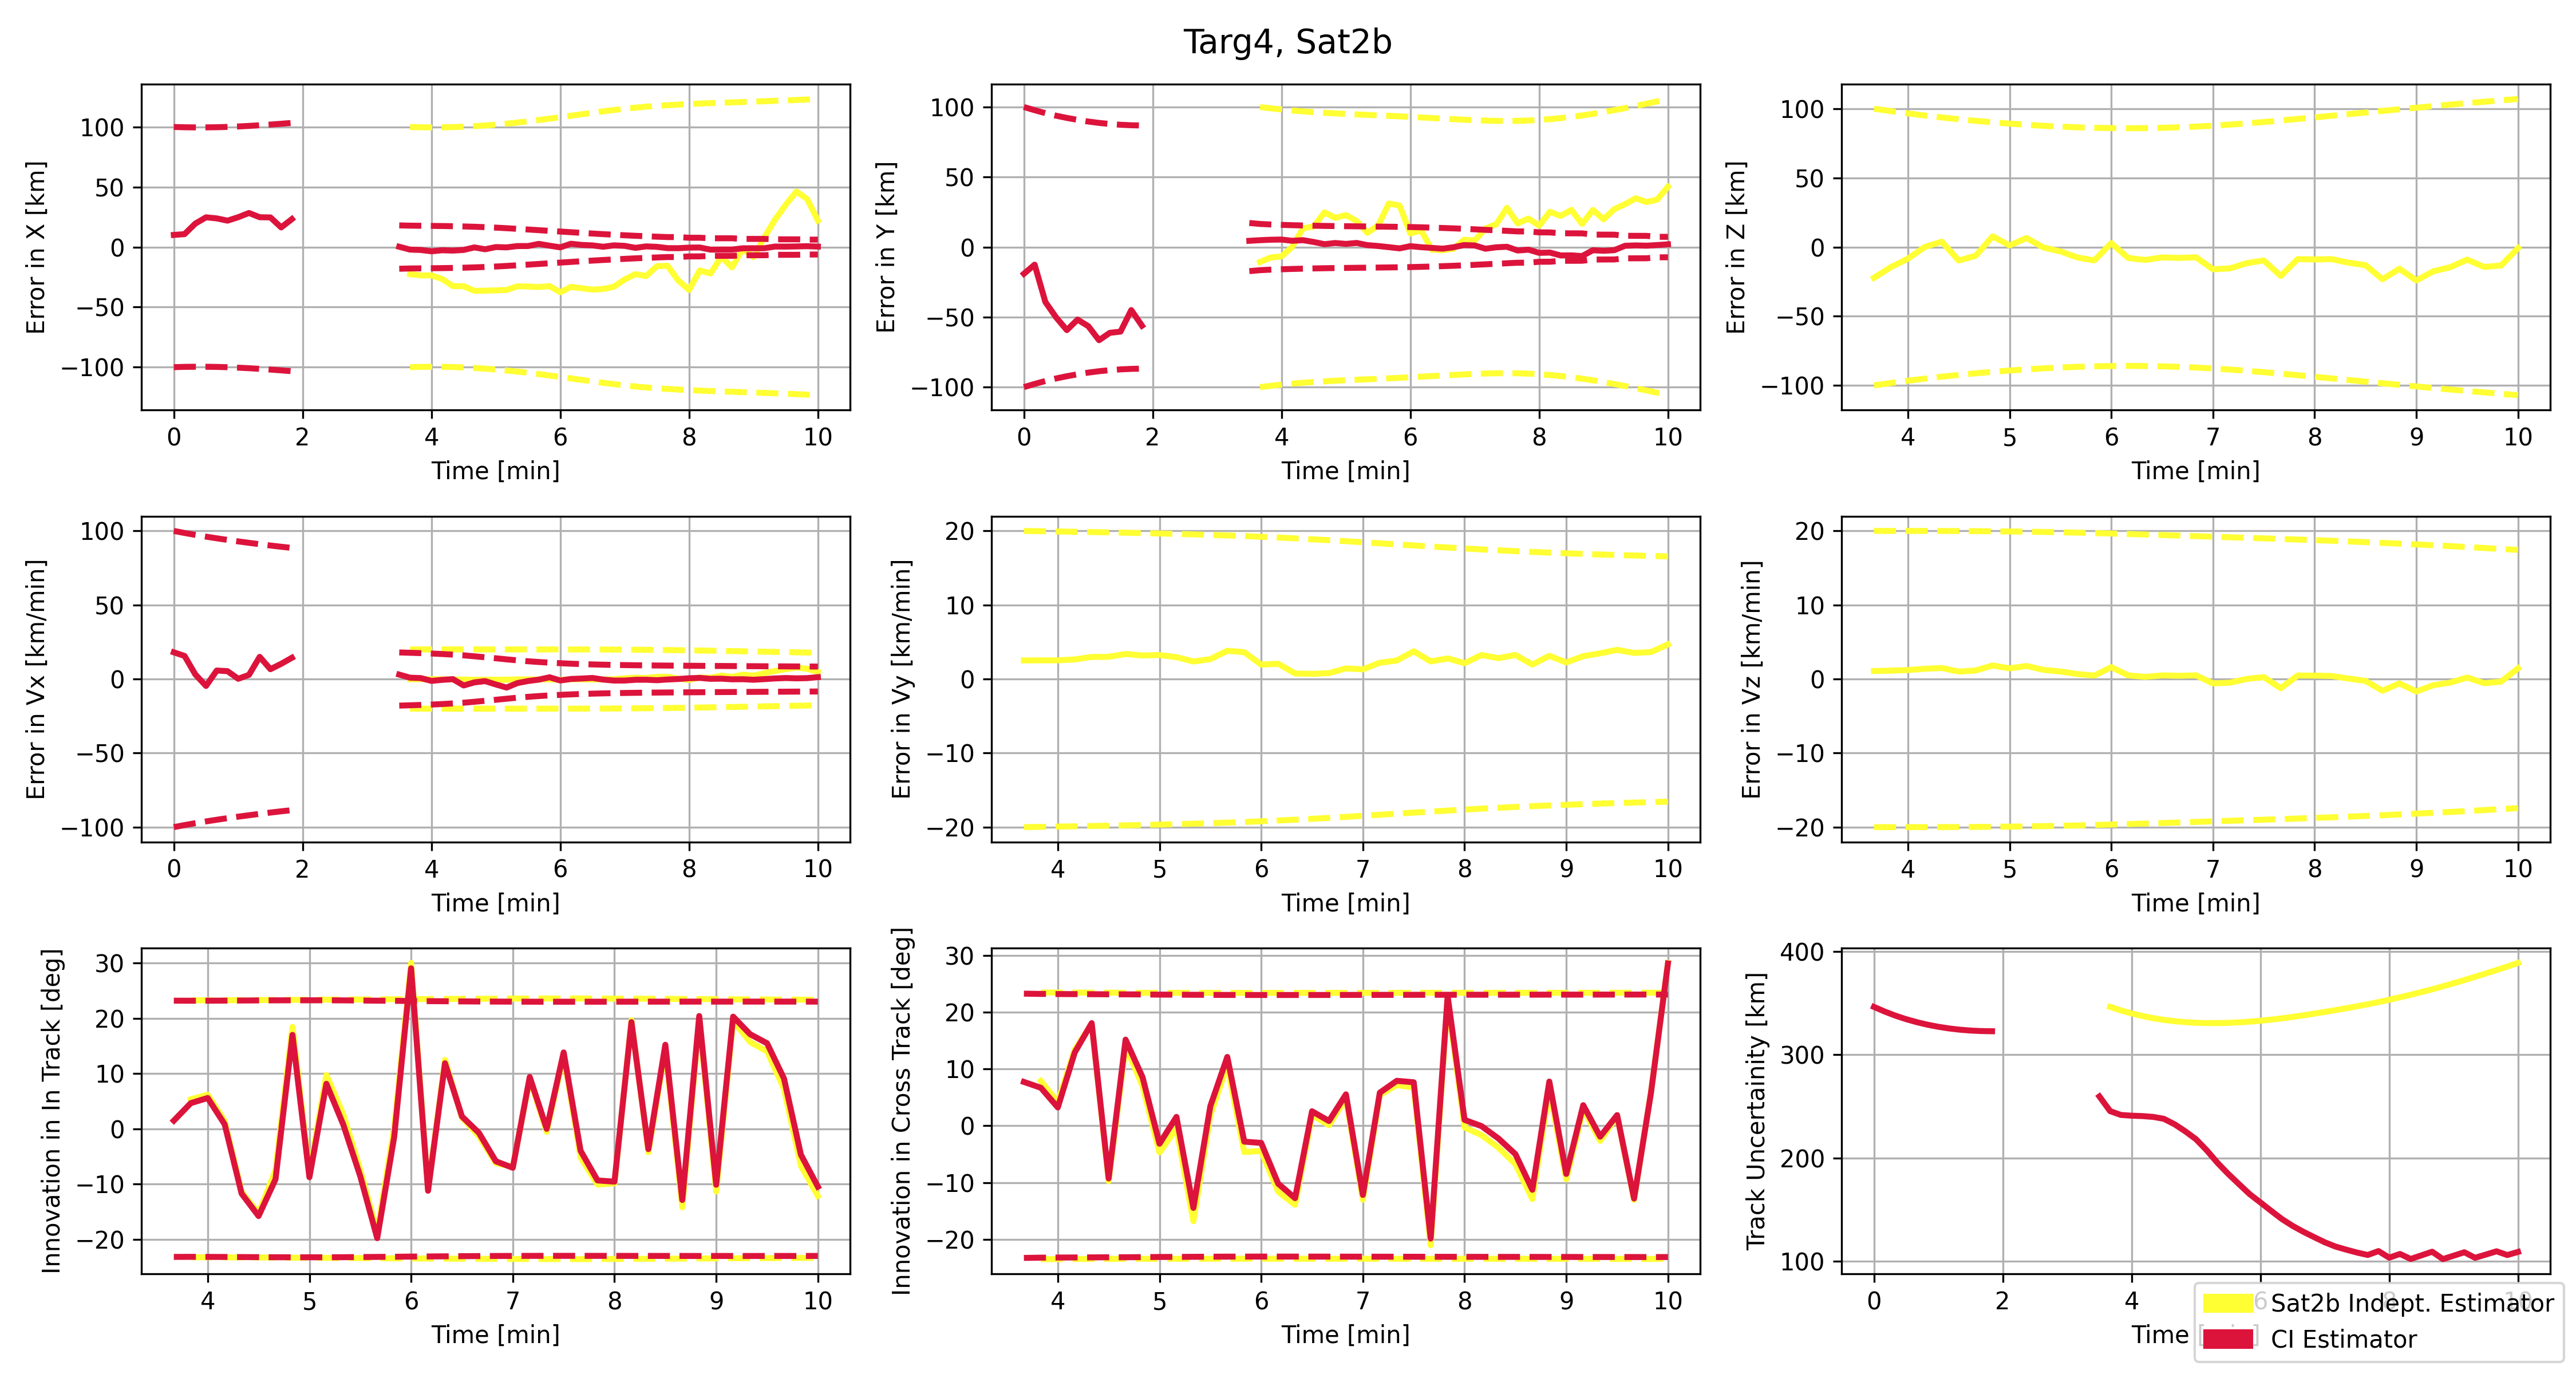 Targ4, Sat2b
Error in X [km]
100
50
0
−50
−100
0 2 4 6 8 10
Time [min]
Error in Y [km]
100
50
0
−50
−100
0 2 4 6 8 10
Time [min]
Error in Z [km]
100
50
0
−50
−100
4 5 6 7 8 9 10
Time [min]
Error in Vx [km/min]
100
50
0
−50
−100
0 2 4 6 8 10
Time [min]
Error in Vy [km/min]
20
10
0
−10
−20
4 5 6 7 8 9 10
Time [min]
Error in Vz [km/min]
20
10
0
−10
−20
4 5 6 7 8 9 10
Time [min]
Innovation in In Track [deg]
30
20
10
0
−10
−20
4 5 6 7 8 9 10
Time [min]
Innovation in Cross Track [deg]
30
20
10
0
−10
−20
4 5 6 7 8 9 10
Time [min]
Track Uncertainity [km]
400
300
200
100
0 2 4 6 8 10
Time
Sat2b Indept. Estimator
CI Estimator